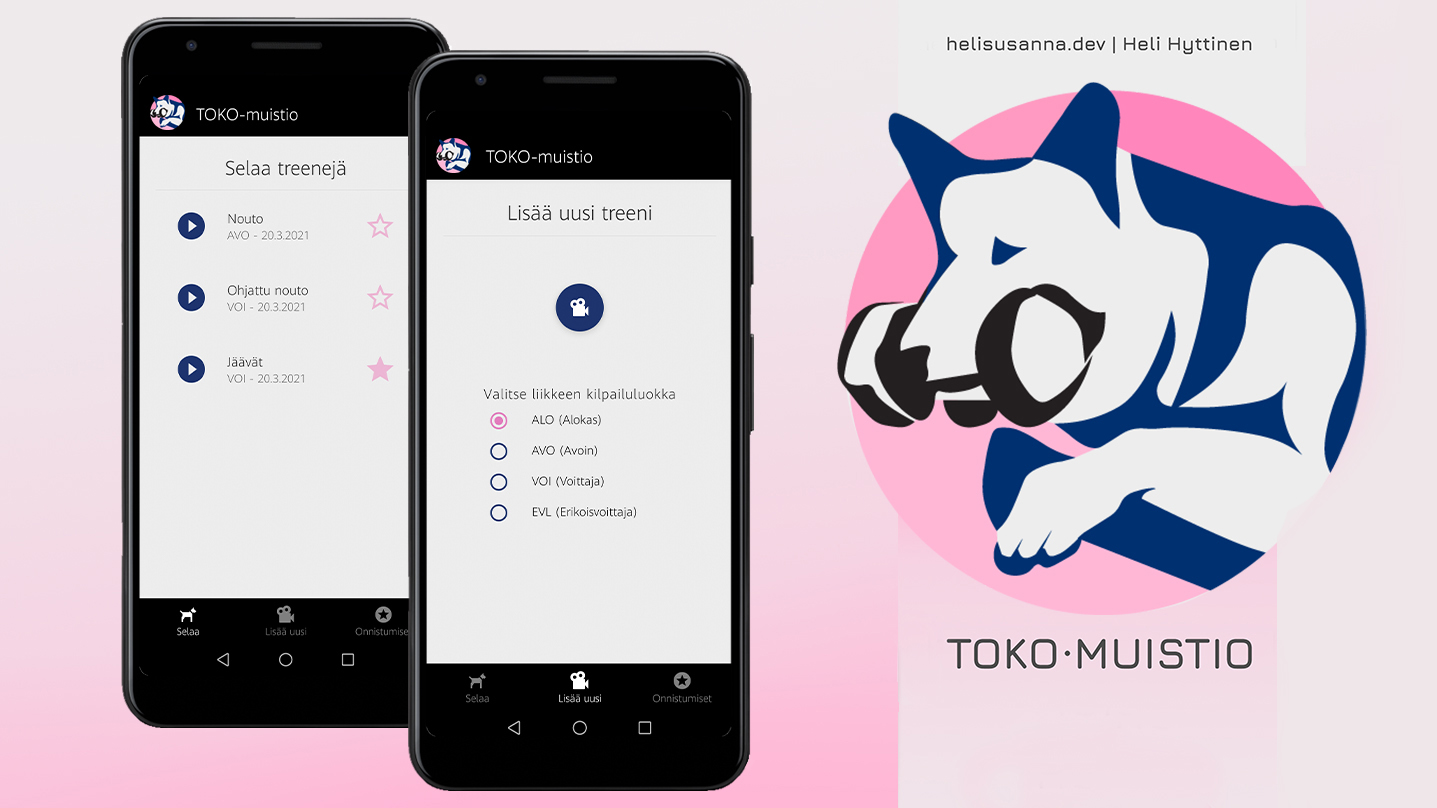 TOKO-muistio
Selaa treenejä
Nouto
AVO - 20.3.2021
Ohjattu nouto
VOI - 20.3.2021
Jäävät
VOI - 20.3.2021
Selaa
Lisää uusi
Onnistumise
TOKO-muistio
Lisää uusi treeni
Valitse liikkeen kilpailuluokka
ALO (Alokas)
AVO (Avoin)
VOI (Voittaja)
EVL (Erikoisvoittaja)
Selaa
Lisää uusi
Onnistumiset
helisusanna.dev | Heli Hyttinen
TOKO·MUISTIO